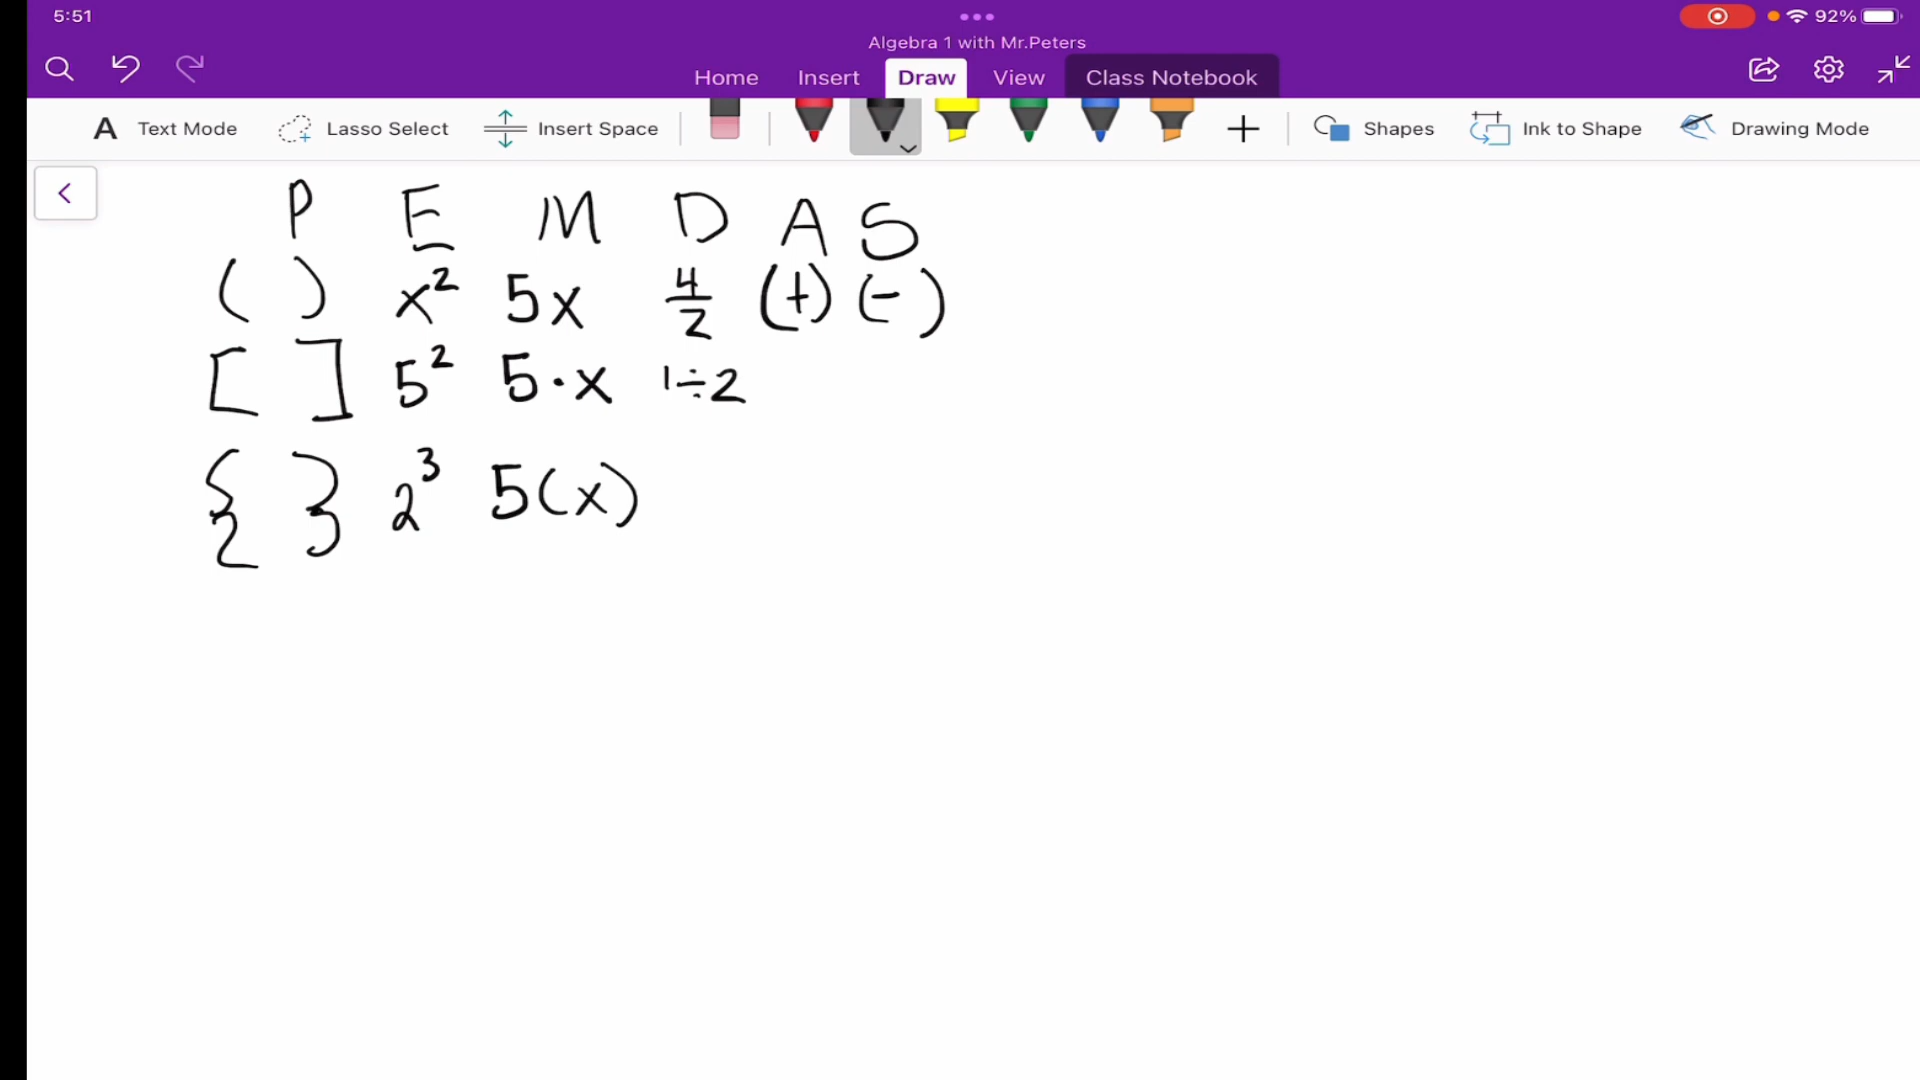 5:51
92%
Algebra 1 with Mr.Peters
Home Insert Draw View Class Notebook
A Text Mode Lasso Select Insert Space Shapes Ink to Shape Drawing Mode
P E M D A S
( ) x² 5x 4/2 (+) (-)
[ ] 5² 5·x 1÷2
{ } 2³ 5(x)